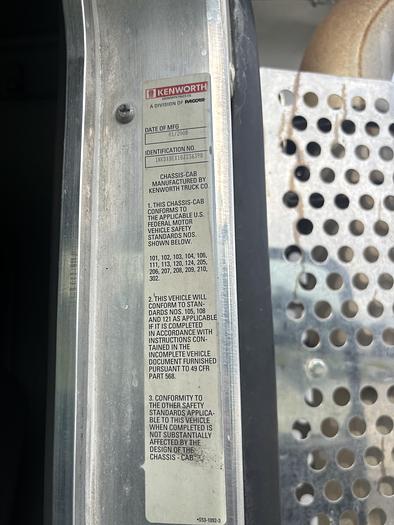 KENWORTH
A DIVISION OF PACCAR
DATE OF MFG
01/2008
IDENTIFICATION NO.
CHASSIS-CAB
MANUFACTURED BY
KENWORTH TRUCK CO.
1. THIS CHASSIS-CAB
CONFORMS TO
THE APPLICABLE U.S.
FEDERAL MOTOR
VEHICLE SAFETY
STANDARDS NOS.
SHOWN BELOW.
101, 102, 103, 104, 106,
111, 113, 120, 124, 205,
206, 207, 208, 209, 210,
302.
2. THIS VEHICLE WILL
CONFORM TO STAN-
DARDS NOS. 105, 108
AND 121 AS APPLICABLE
IF IT IS COMPLETED
IN ACCORDANCE WITH
INSTRUCTIONS CON-
TAINED IN THE
INCOMPLETE VEHICLE
DOCUMENT FURNISHED
PURSUANT TO 49 CFR
PART 568.
3. CONFORMITY TO
THE OTHER SAFETY
STANDARDS APPLICA-
BLE TO THIS VEHICLE
WHEN COMPLETED IS
NOT SUBSTANTIALLY
AFFECTED BY THE
DESIGN OF THE
CHASSIS - CAB.